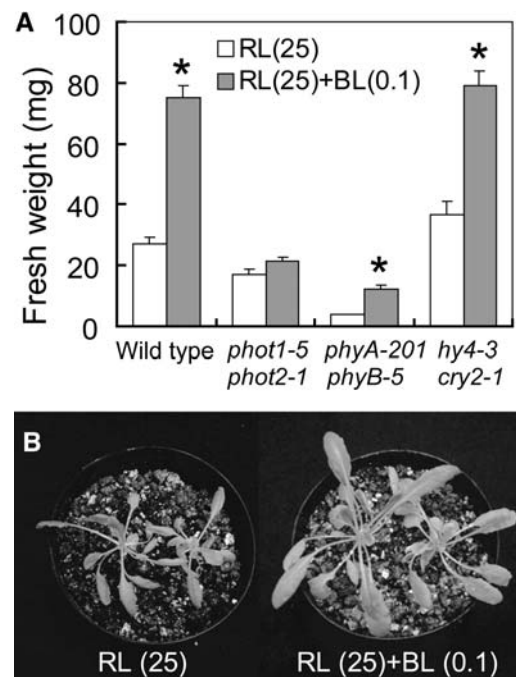 A
100
80
60
40
20
0
Fresh weight (mg)
RL(25)
RL(25)+BL(0.1)
*
*
*
Wild type
phot1-5
phot2-1
phyA-201
phyB-5
hy4-3
cry2-1
B
RL (25)
RL (25)+BL (0.1)